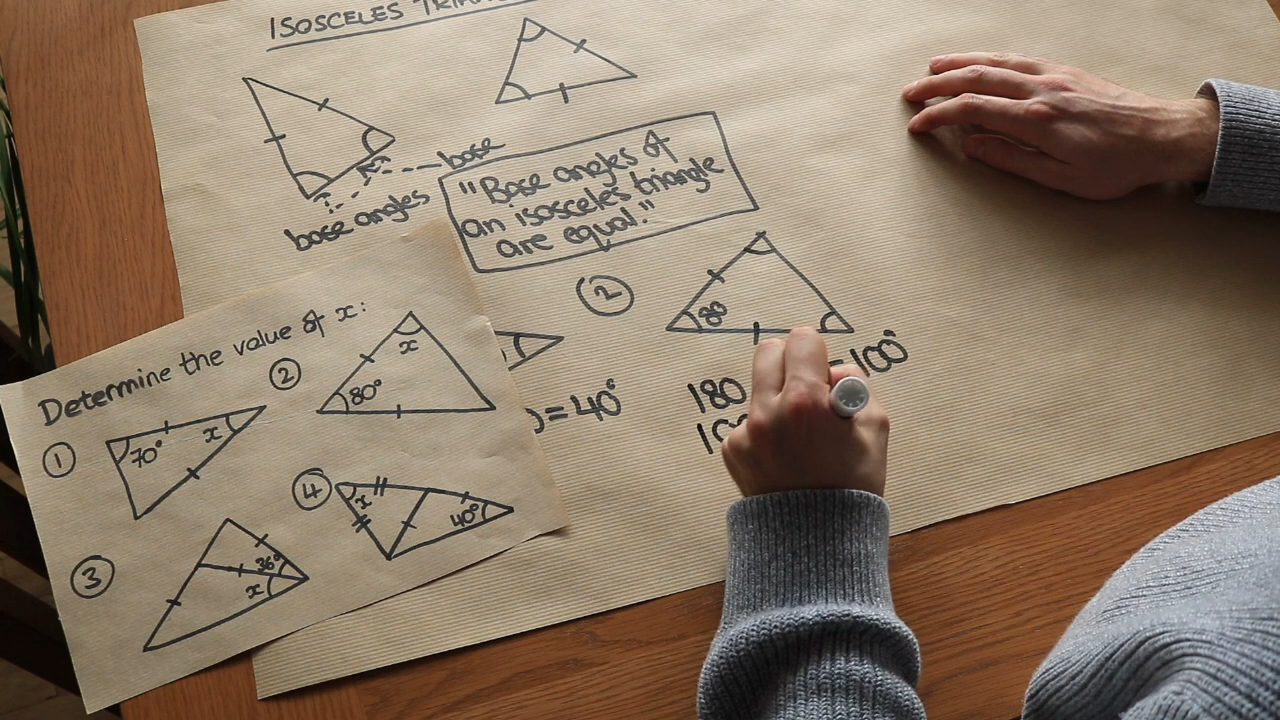 ISOSCELES
base
base angles
"Base angles of
an isosceles triangle
are equal."
2
80
=40°
180
=100°
Determine the value of x:
1
70°
x
2
x
80°
3
36°
x
4
x
40°